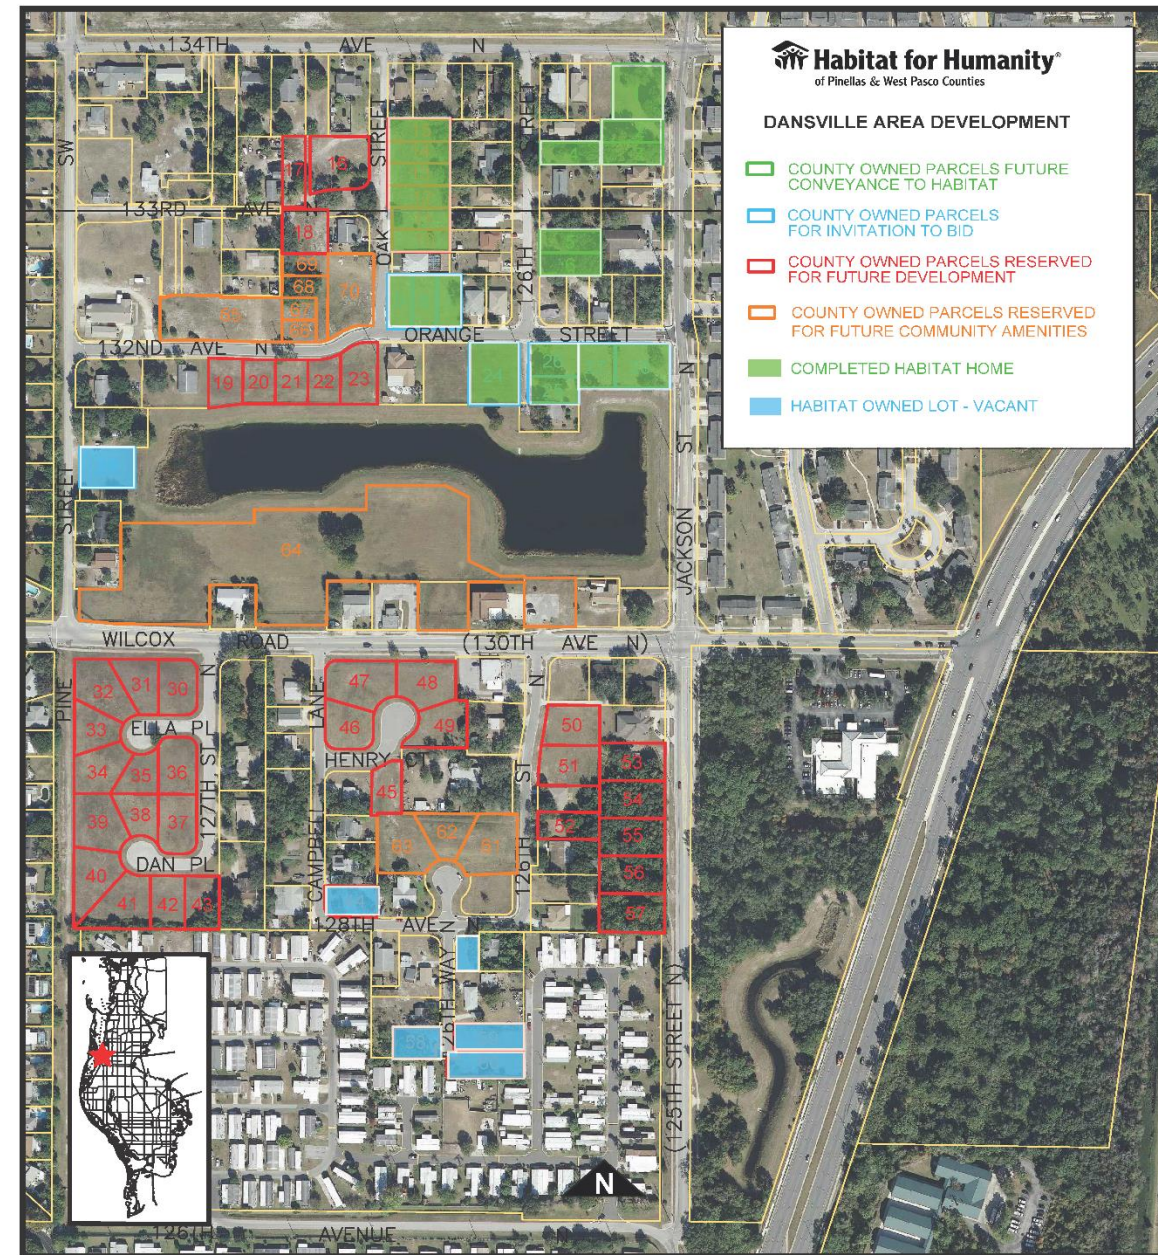 Habitat for Humanity®
of Pinellas & West Pasco Counties
DANSVILLE AREA DEVELOPMENT
COUNTY OWNED PARCELS FUTURE
CONVEYANCE TO HABITAT
COUNTY OWNED PARCELS
FOR INVITATION TO BID
COUNTY OWNED PARCELS RESERVED
FOR FUTURE DEVELOPMENT
COUNTY OWNED PARCELS RESERVED
FOR FUTURE COMMUNITY AMENITIES
COMPLETED HABITAT HOME
HABITAT OWNED LOT - VACANT
134TH AVE N
SW
STREET
OAK
126TH
17
16
133RD AVE N
18
69
68
70
65
ORANGE STREET
132ND AVE N
19 20 21 22 23
24
N
STREET
JACKSON ST
64
WILCOX ROAD (130TH AVE N)
PINE
32 31 30
N
33
ELLA PL
34 35 36
127TH, ST
39 38 37
DAN PL
40
41 42 43
47 48
LANE
46 49
HENRY CT
45
CAMPBELL
62
61
N
50
51
ST
52
126TH
53
54
55
56
57
128TH AVE N
126TH WAY N
58
(125TH STREET N)
N
126TH AVENUE N